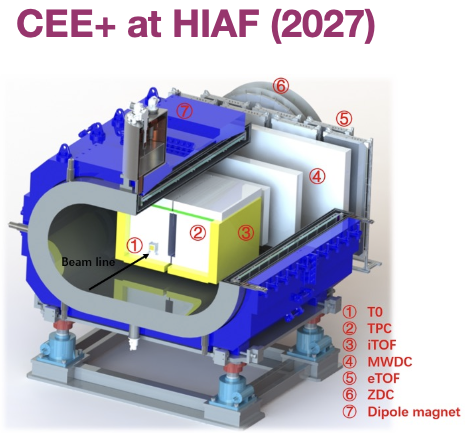 CEE+ at HIAF (2027)
⑥
⑦
⑤
④
①
②
③
Beam line
① T0
② TPC
③ iTOF
④ MWDC
⑤ eTOF
⑥ ZDC
⑦ Dipole magnet